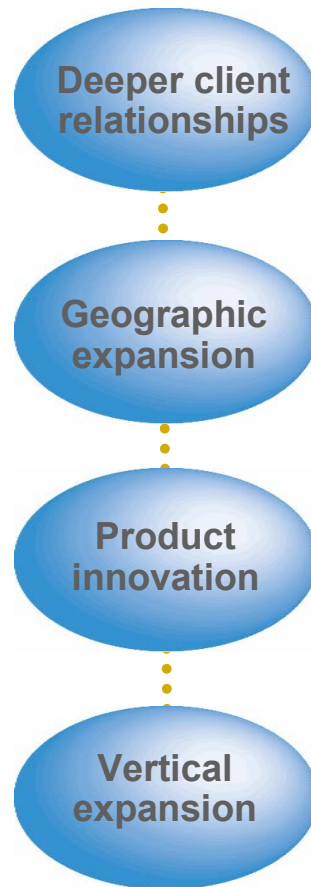 Deeper client
relationships
Geographic
expansion
Product
innovation
Vertical
expansion